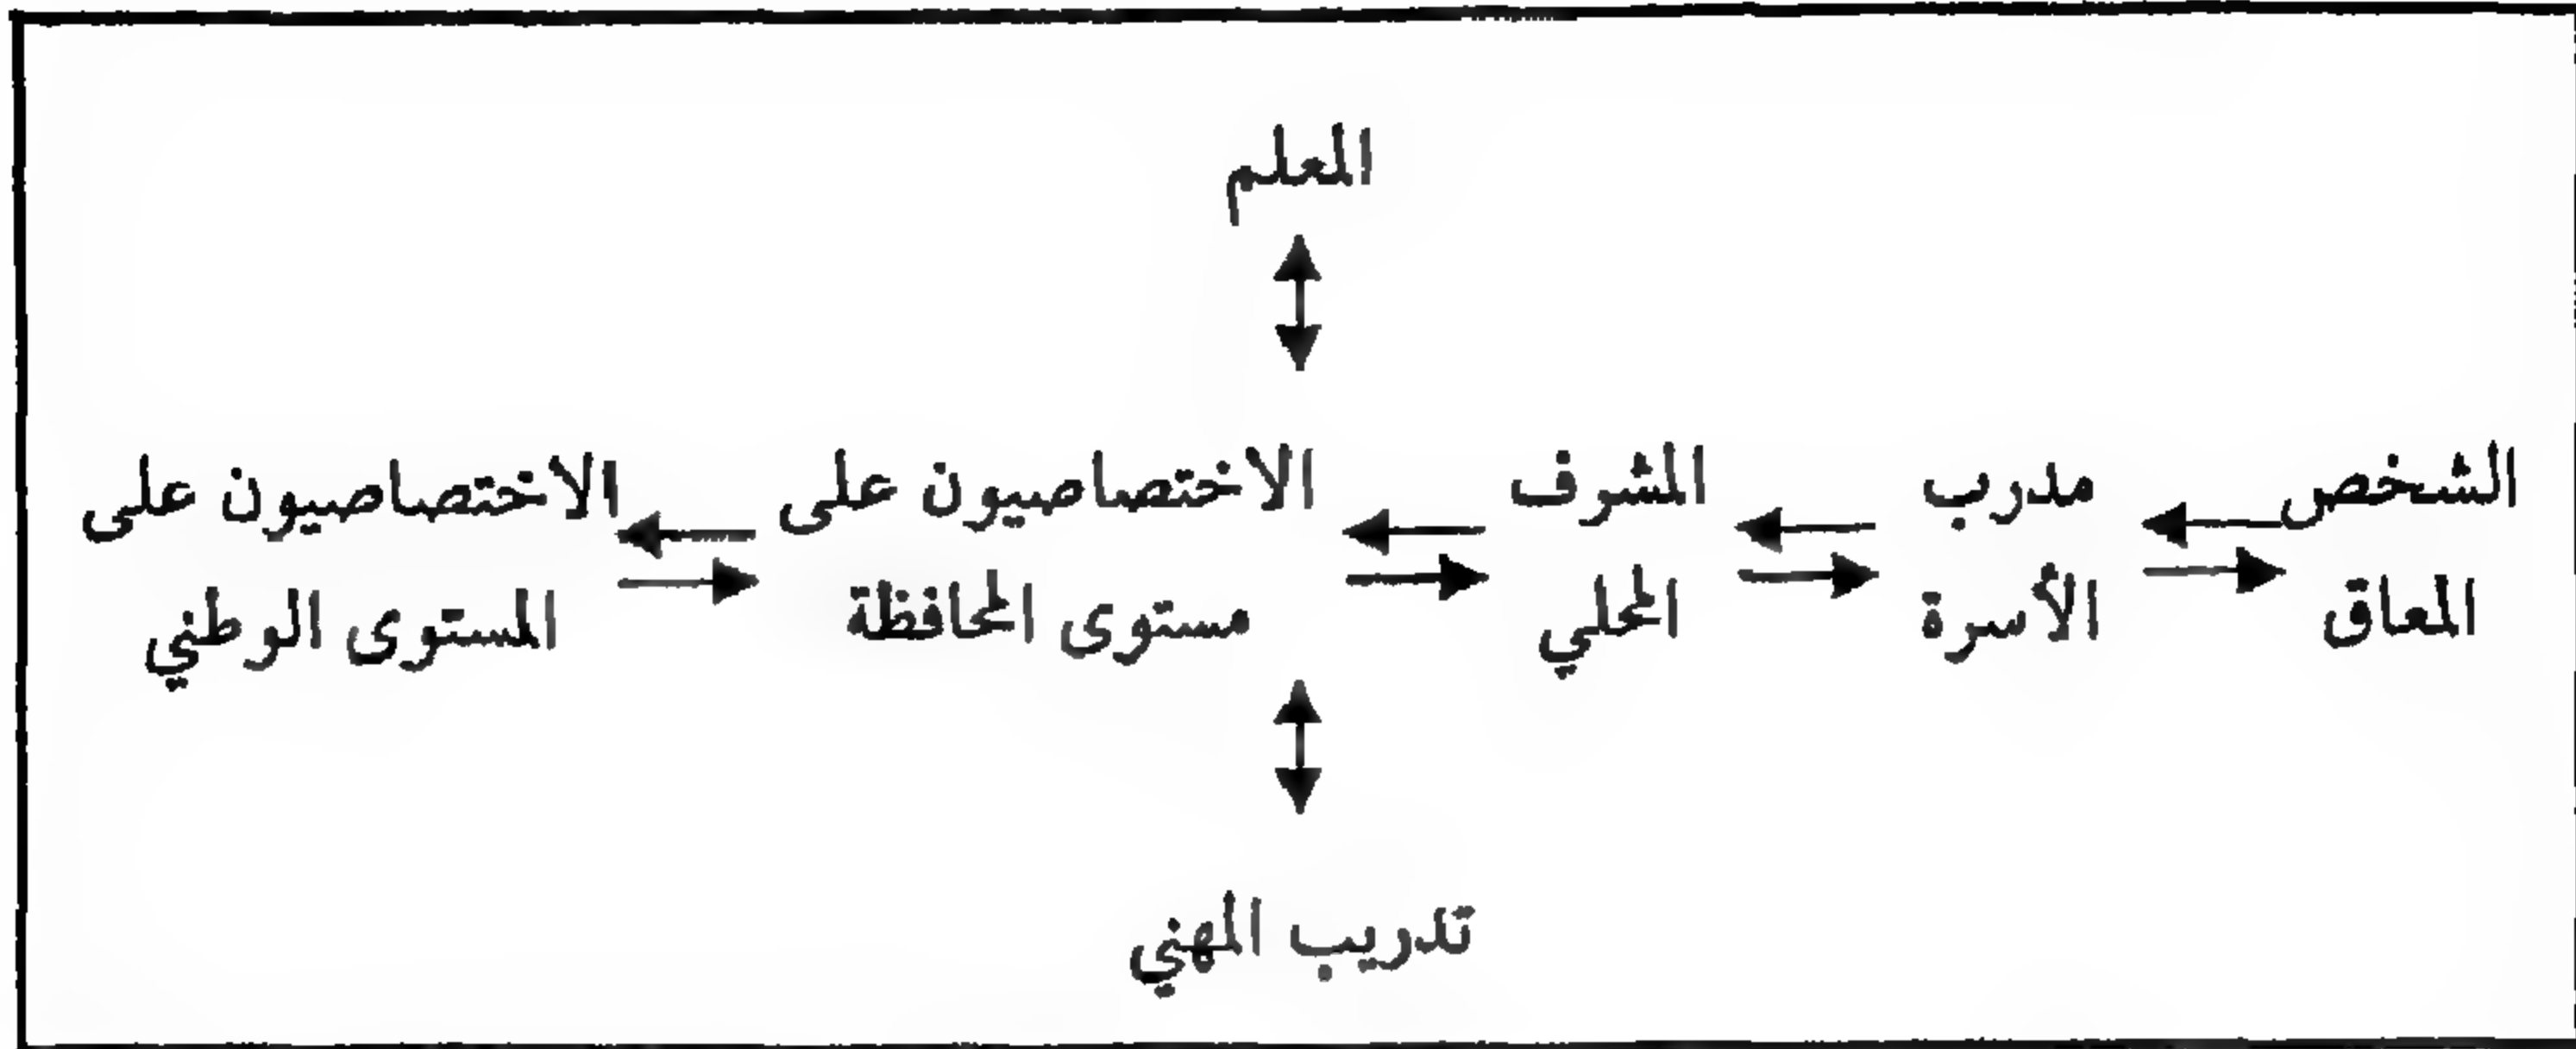 المعلم
الشخص
المعاق
مدرب
الأسرة
المشرف
المحلي
الاختصاصيون على
مستوى المحافظة
الاختصاصيون على
المستوى الوطني
تدريب المهني